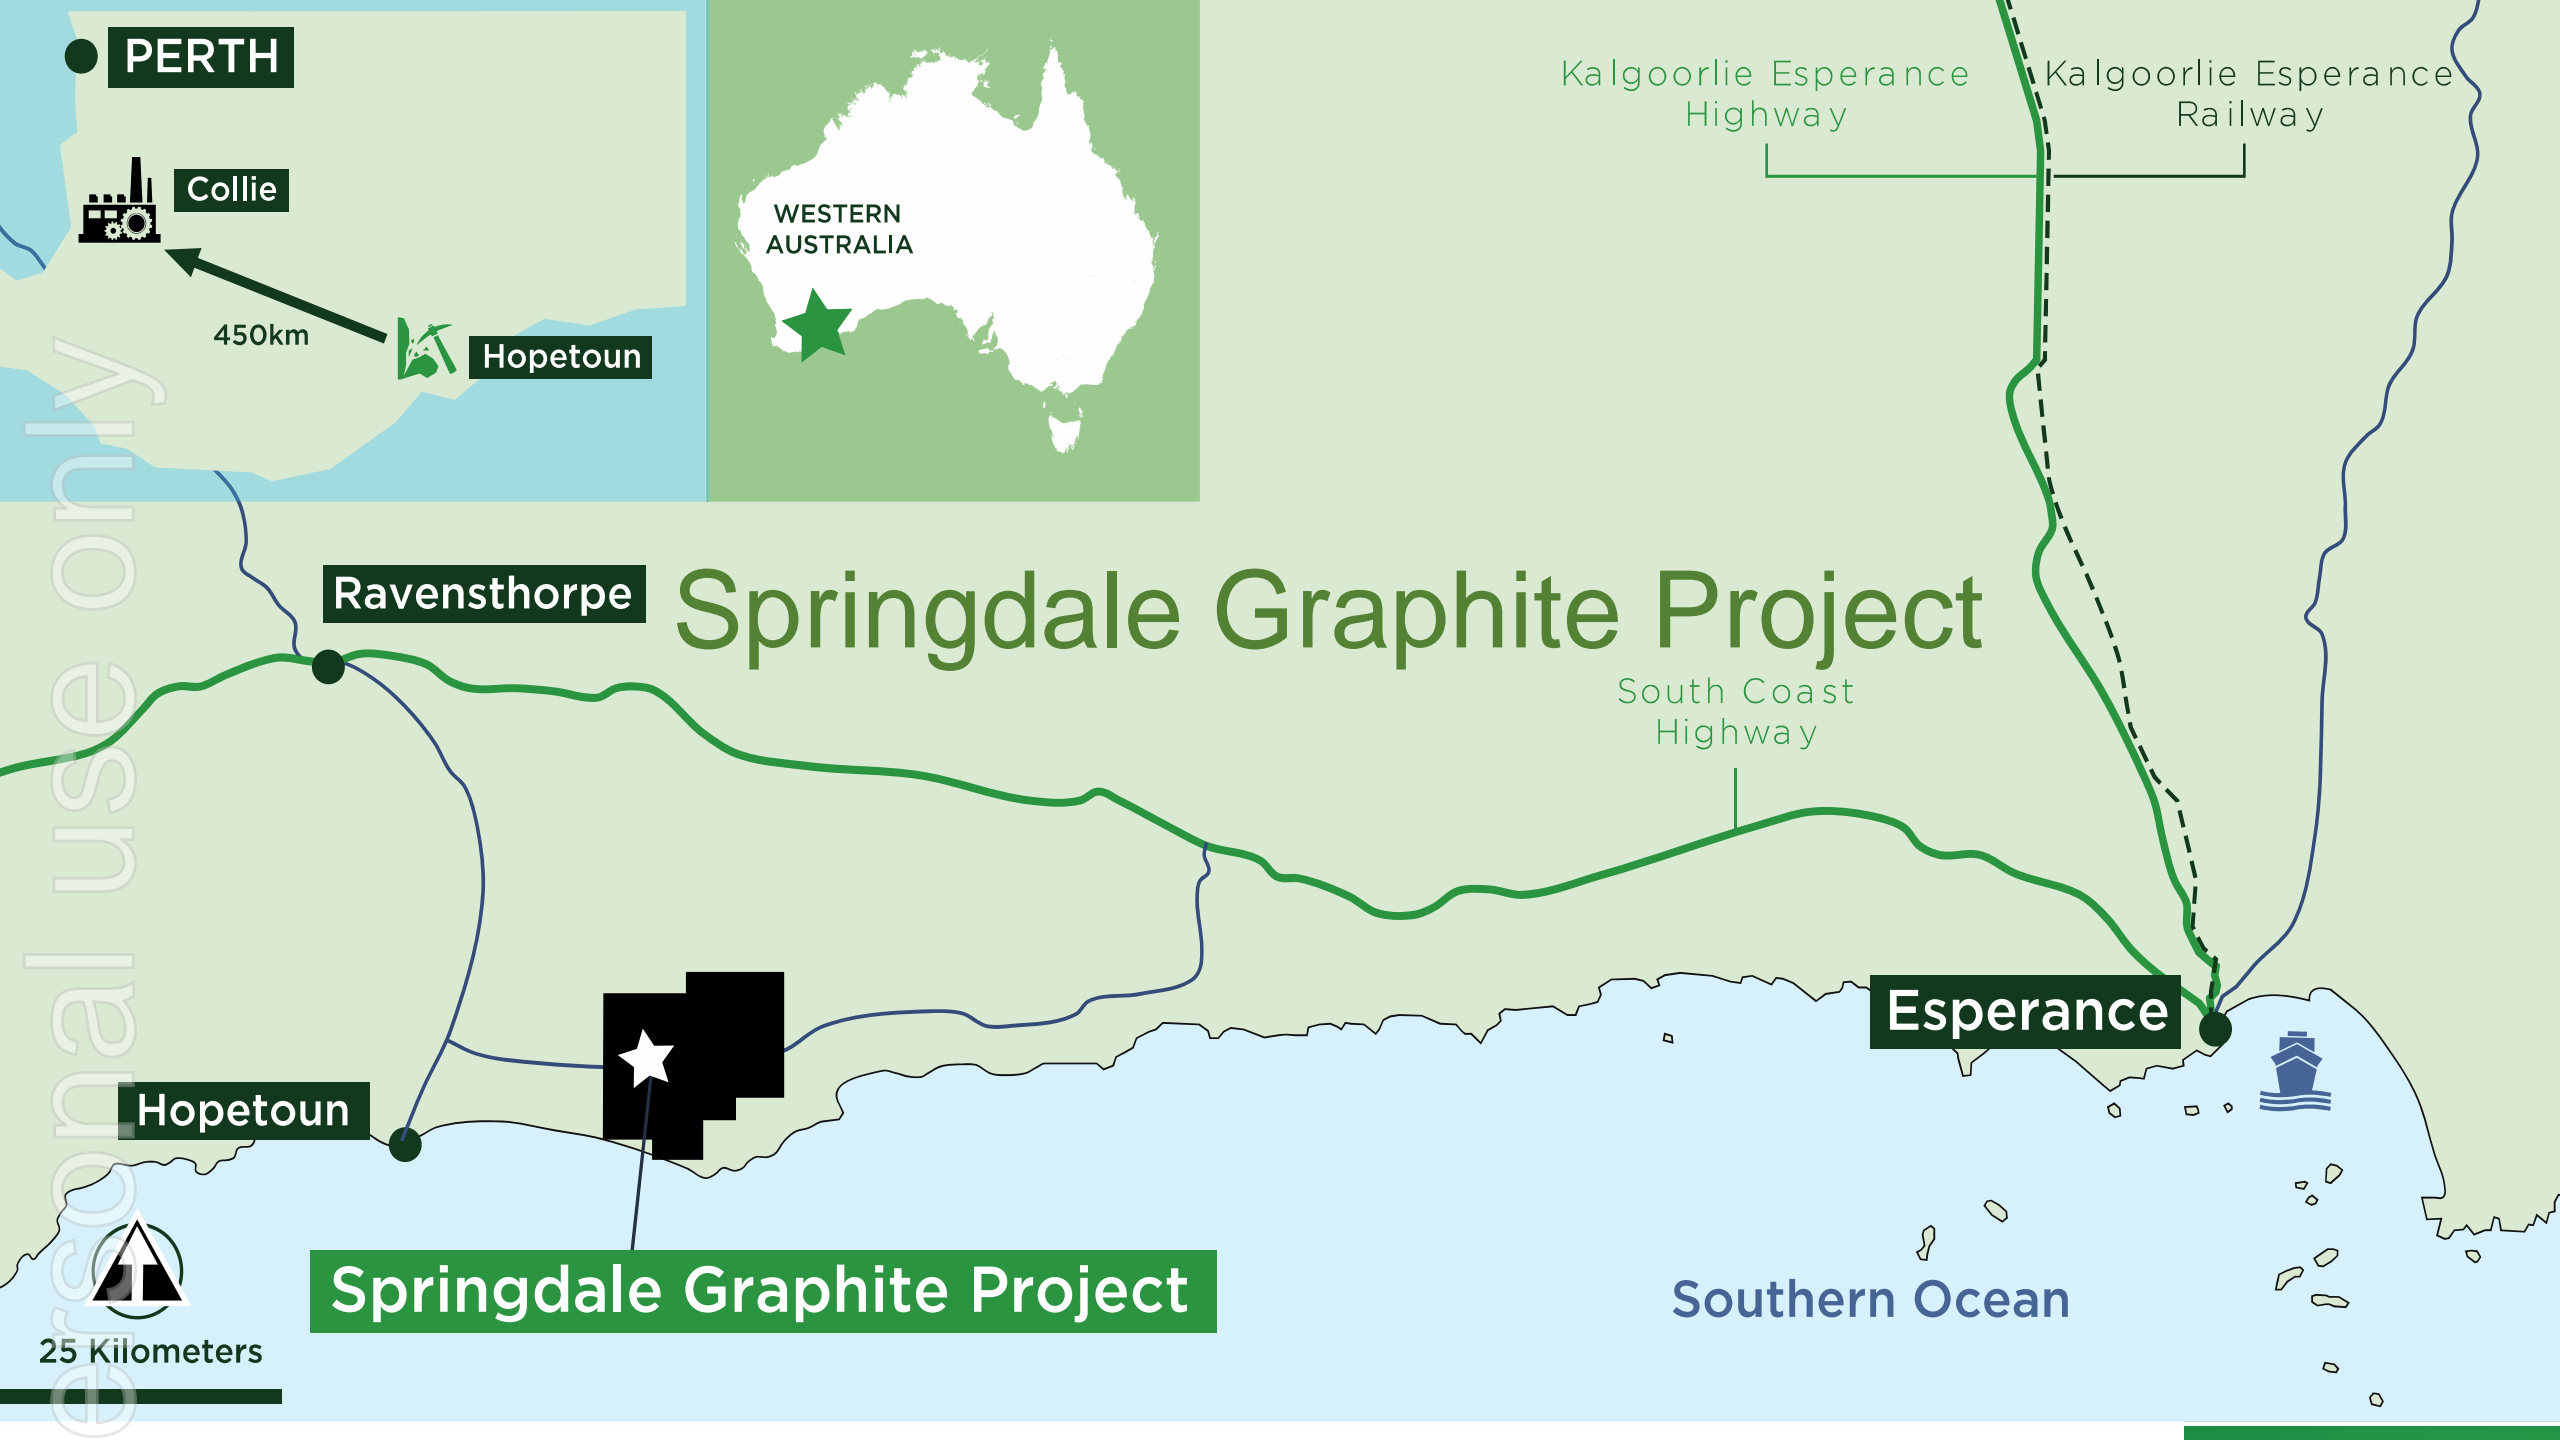 PERTH
Collie
450km
Hopetoun
WESTERN
AUSTRALIA
Kalgoorlie Esperance
Highway
Kalgoorlie Esperance
Railway
Ravensthorpe
Springdale Graphite Project
South Coast
Highway
Esperance
Hopetoun
Springdale Graphite Project
Southern Ocean
25 Kilometers
ersonal use only